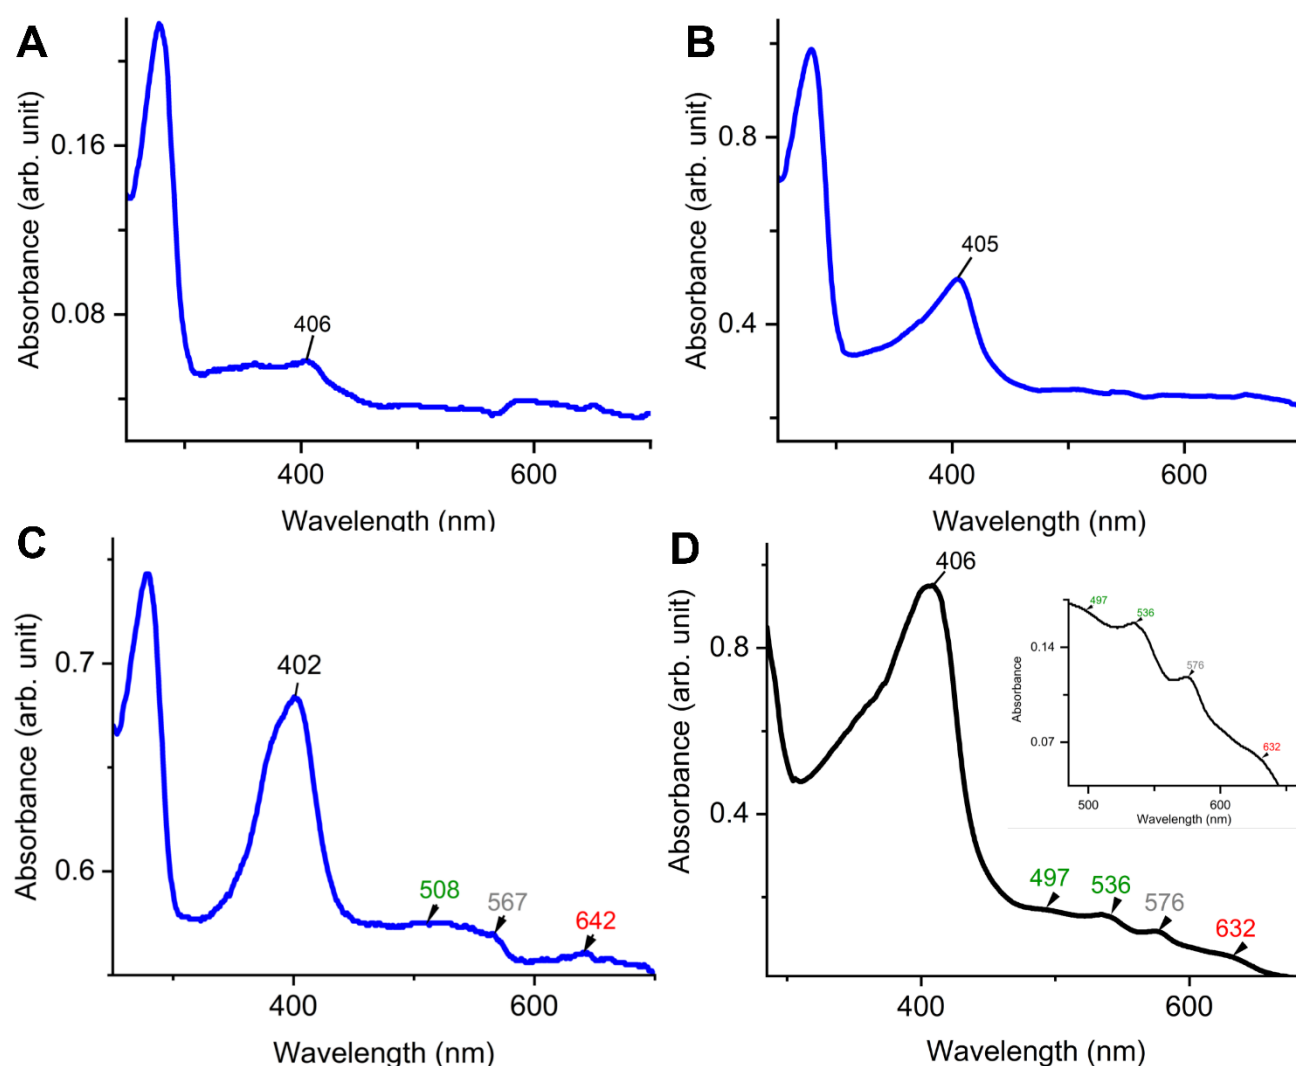 A
Absorbance (arb. unit)
0.16
0.08
406
400
600
Wavelength (nm)
B
Absorbance (arb. unit)
0.8
0.4
405
400
600
Wavelength (nm)
C
Absorbance (arb. unit)
0.7
0.6
402
508
567
642
400
600
Wavelength (nm)
D
Absorbance (arb. unit)
0.8
0.4
406
497
536
576
632
400
600
Wavelength (nm)
Absorbance
0.14
0.07
497
536
576
632
500
600
Wavelength (nm)